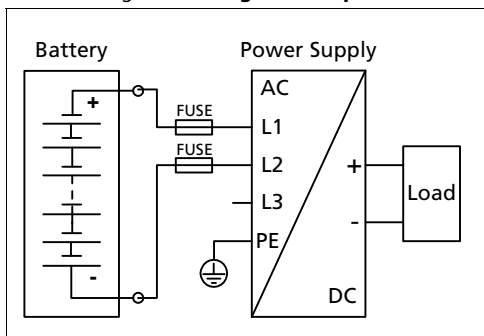 Battery
Power Supply
+
-
FUSE
FUSE
AC
L1
L2
L3
PE
+
-
DC
Load